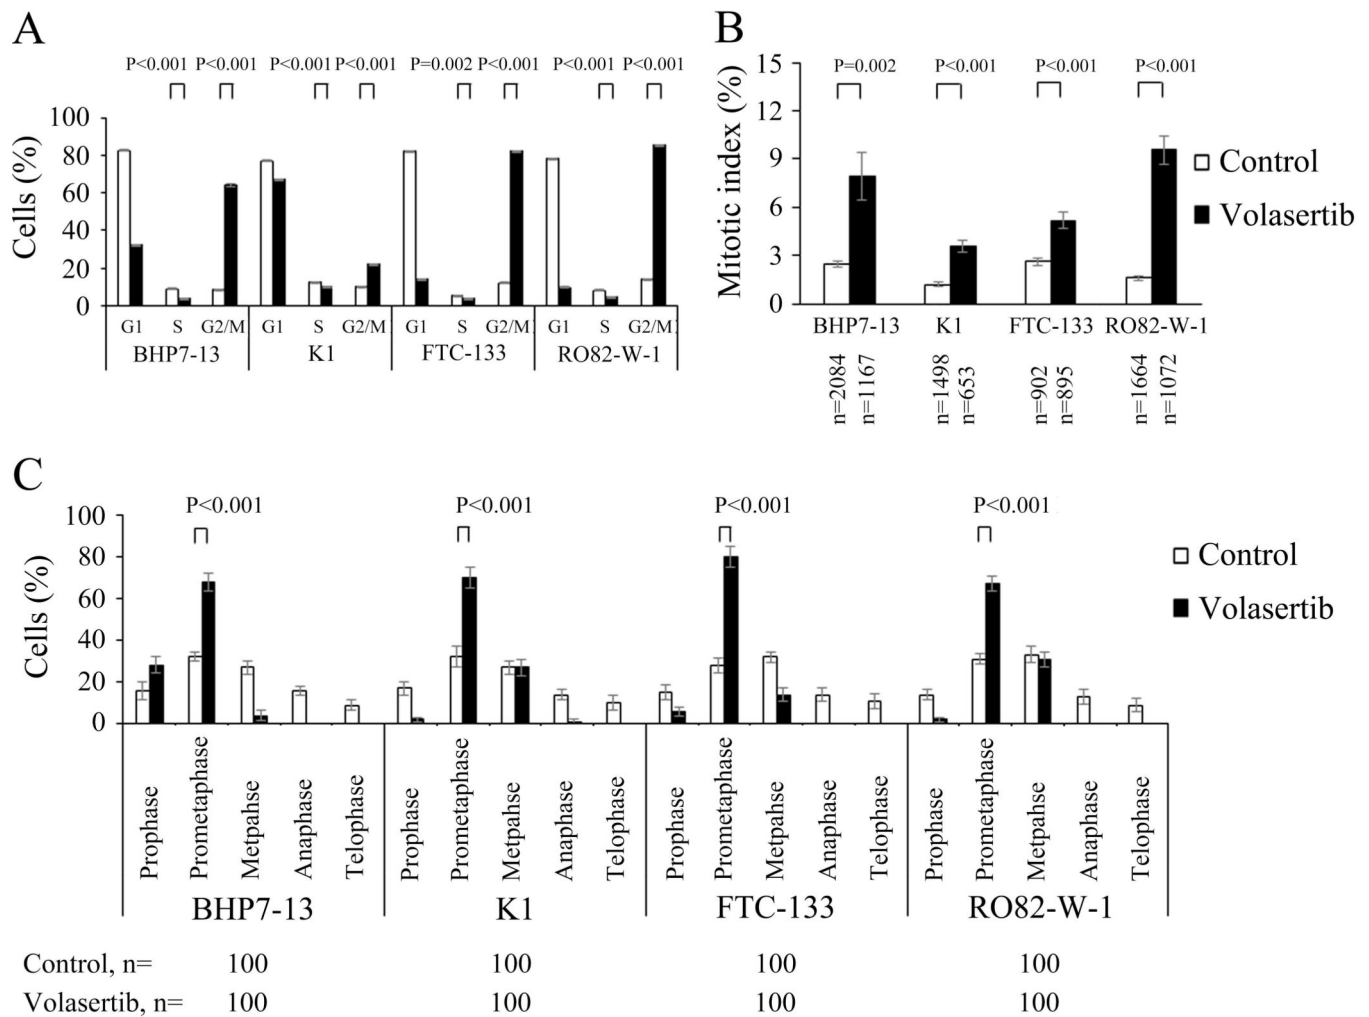 A
P<0.001 P<0.001 P<0.001 P<0.001 P=0.002 P<0.001 P<0.001 P<0.001
Cells (%)
100
80
60
40
20
0
G1 S G2/M G1 S G2/M G1 S G2/M G1 S G2/M
BHP7-13 K1 FTC-133 RO82-W-1
B
P=0.002 P<0.001 P<0.001 P<0.001
Mitotic index (%)
15
12
9
6
3
0
BHP7-13 K1 FTC-133 RO82-W-1
n=2084 n=1167 n=1498 n=653 n=902 n=895 n=1664 n=1072
Control
Volasertib
C
P<0.001 P<0.001 P<0.001 P<0.001
Cells (%)
100
80
60
40
20
0
Control
Volasertib
Prophase Prometaphase Metpahse Anaphase Telophase Prophase Prometaphase Metpahse Anaphase Telophase Prophase Prometaphase Metpahse Anaphase Telophase Prophase Prometaphase Metpahse Anaphase Telophase
BHP7-13 K1 FTC-133 RO82-W-1
Control, n= 100 100 100 100
Volasertib, n= 100 100 100 100